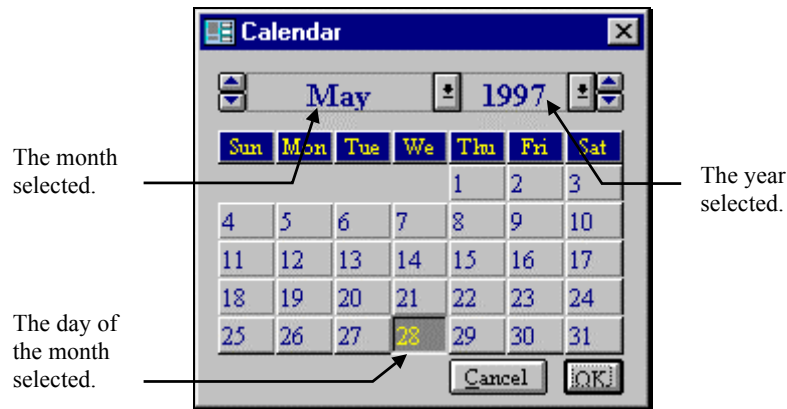 Calendar
May 1997
Sun Mon Tue We Thu Fri Sat
1 2 3
4 5 6 7 8 9 10
11 12 13 14 15 16 17
18 19 20 21 22 23 24
25 26 27 28 29 30 31
Cancel OK
The month
selected.
The year
selected.
The day of
the month
selected.